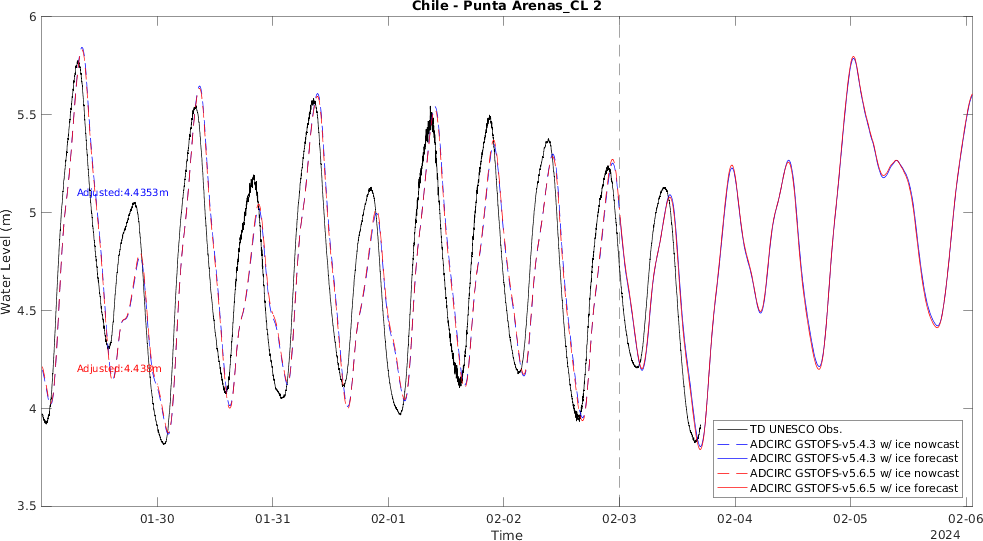 Chile - Punta Arenas_CL 2
6
5.5
5
4.5
4
3.5
Water Level (m)
Adjusted:4.4353m
Adjusted:4.438m
TD UNESCO Obs.
ADCIRC GSTOFS-v5.4.3 w/ ice nowcast
ADCIRC GSTOFS-v5.4.3 w/ ice forecast
ADCIRC GSTOFS-v5.6.5 w/ ice nowcast
ADCIRC GSTOFS-v5.6.5 w/ ice forecast
01-30 01-31 02-01 02-02 02-03 02-04 02-05 02-06
Time
2024